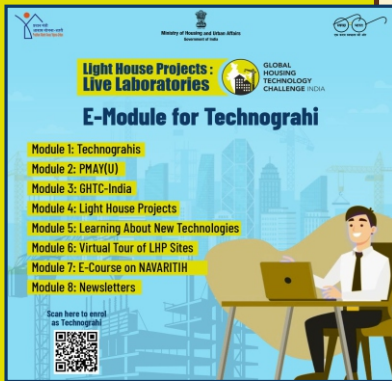 Ministry of Housing and Urban Affairs
Government of India
Light House Projects :
Live Laboratories
GLOBAL
HOUSING
TECHNOLOGY
CHALLENGE INDIA
E-Module for Technograhi
Module 1: Technograhis
Module 2: PMAY(U)
Module 3: GHTC-India
Module 4: Light House Projects
Module 5: Learning About New Technologies
Module 6: Virtual Tour of LHP Sites
Module 7: E-Course on NAVARITIH
Module 8: Newsletters
Scan here to enrol
as Technograhi